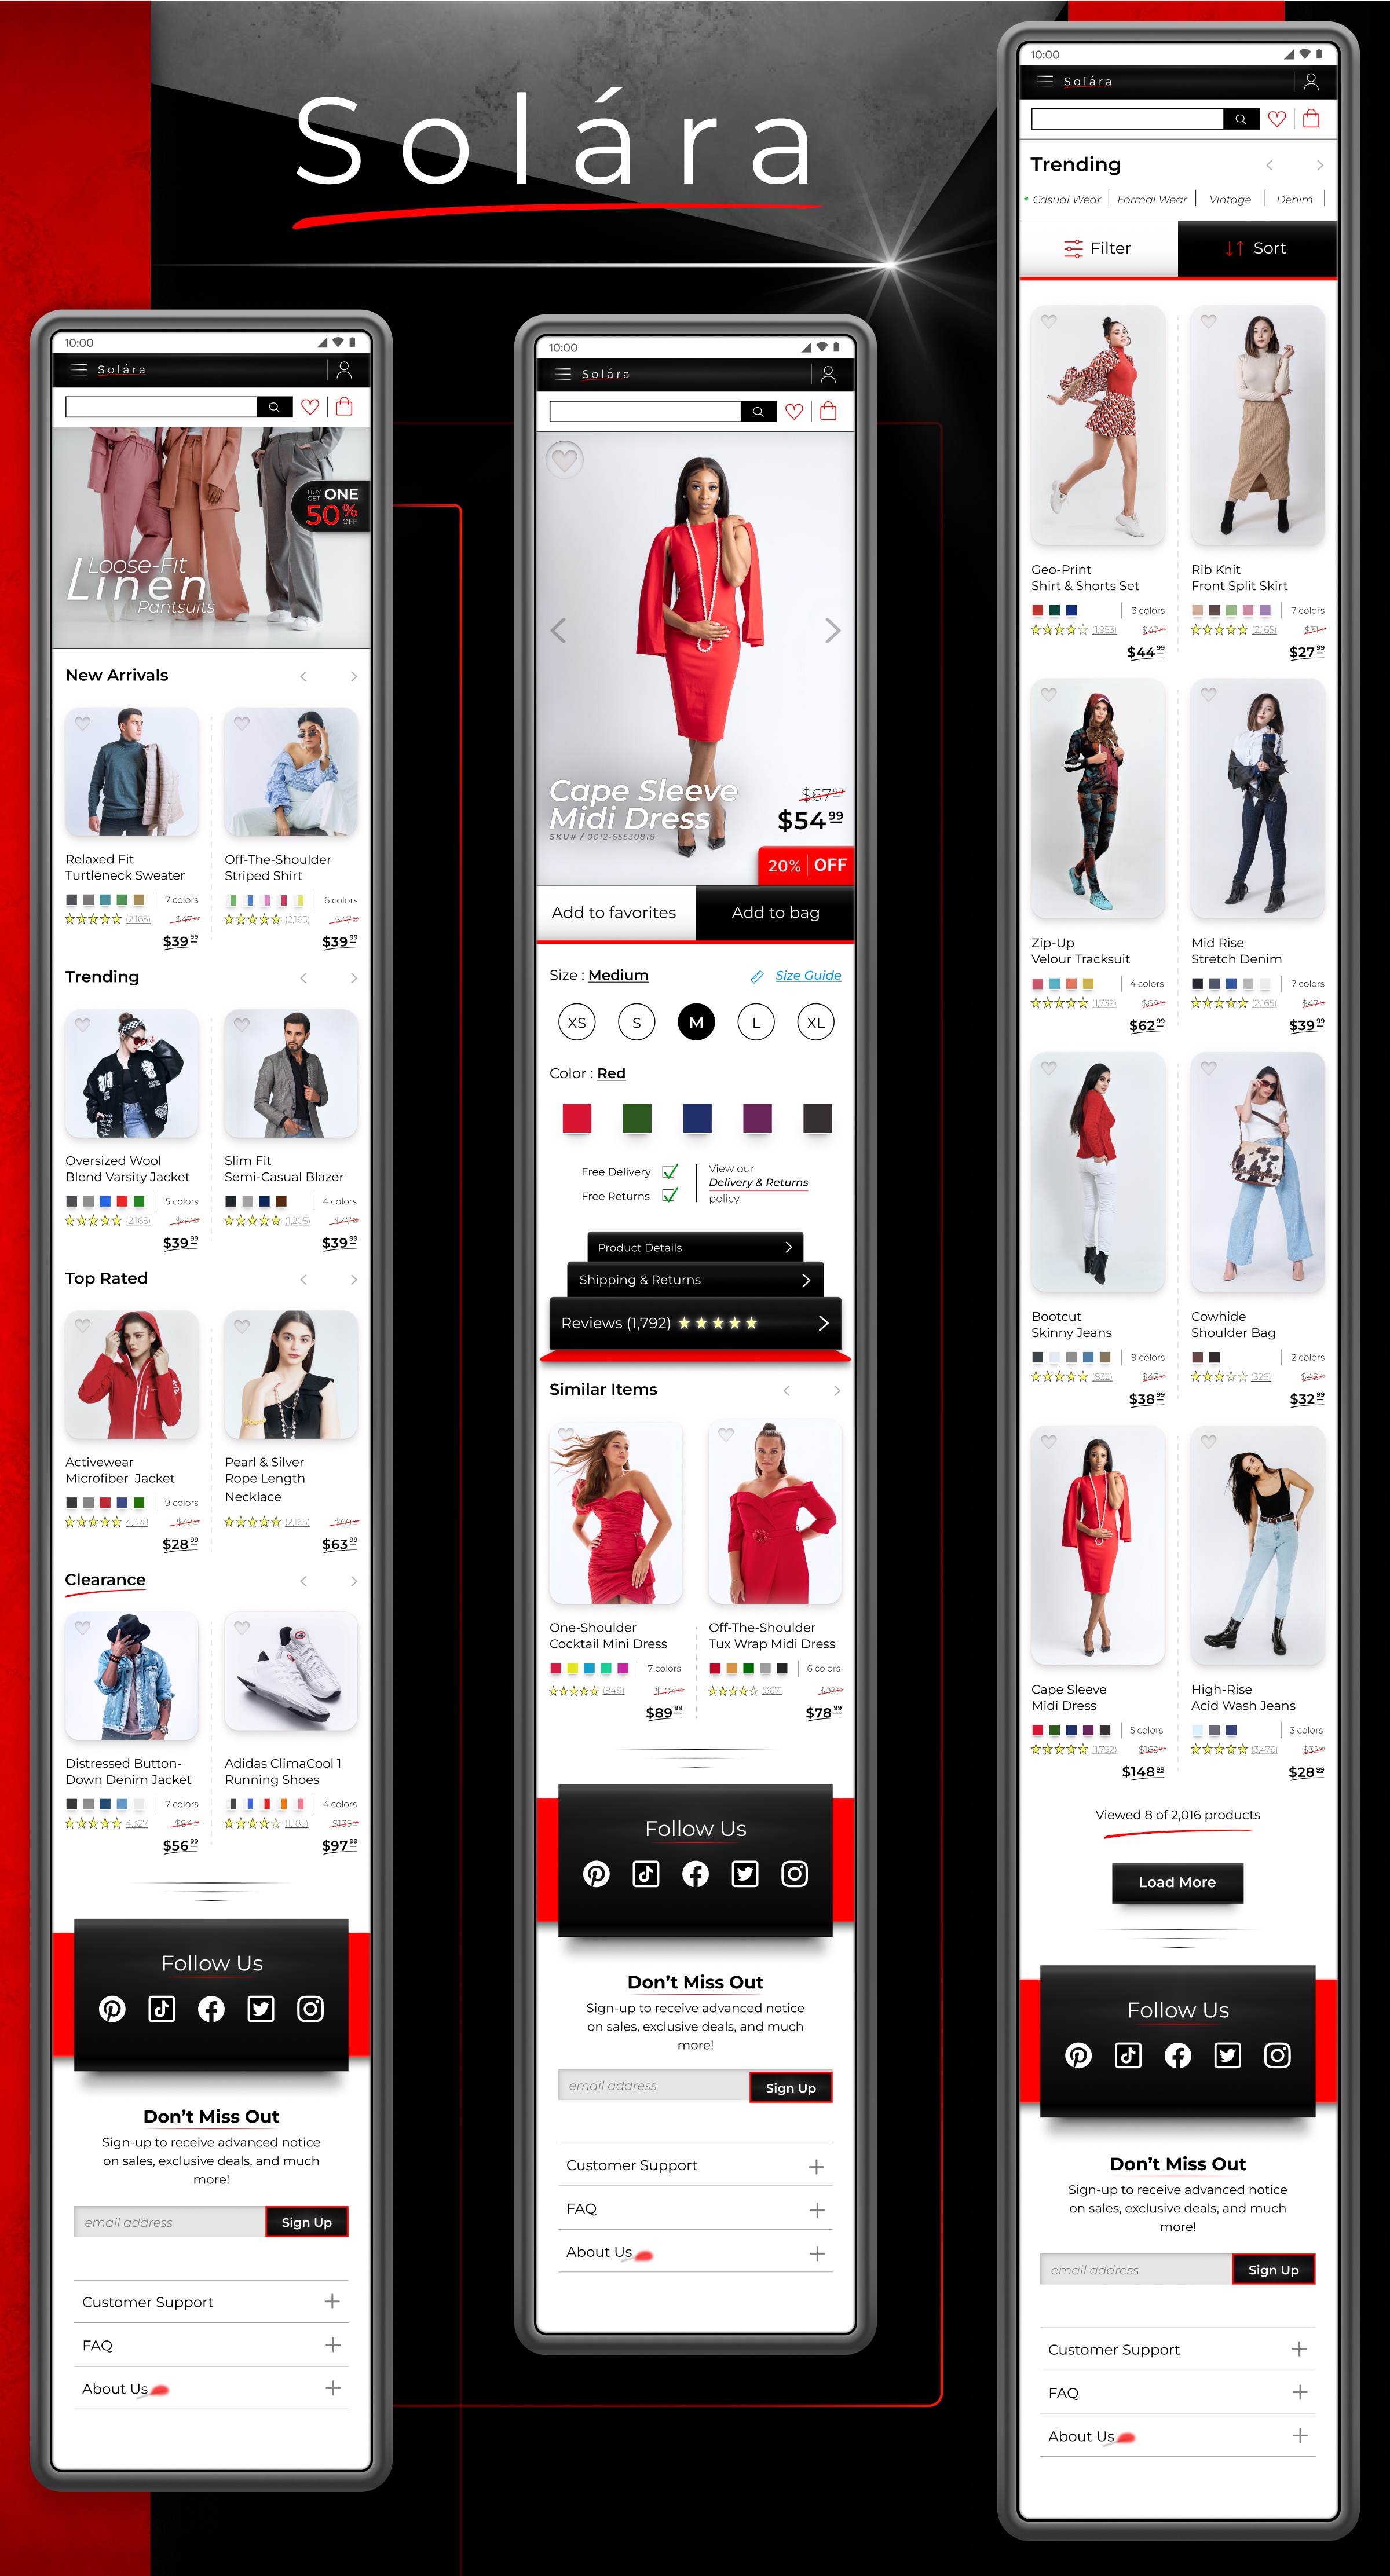 Solára
10:00
Solára
BUY ONE
GET 50% OFF
Loose-Fit
Linen
Pantsuits
New Arrivals
Relaxed Fit
Turtleneck Sweater
7 colors
(2,165) $47
$39.99
Off-The-Shoulder
Striped Shirt
6 colors
(2,165) $47
$39.99
Trending
Oversized Wool
Blend Varsity Jacket
5 colors
(2,165) $47
$39.99
Slim Fit
Semi-Casual Blazer
4 colors
(1,205) $47
$39.99
Top Rated
Activewear
Microfiber Jacket
9 colors
4,378 $32
$28.99
Pearl & Silver
Rope Length
Necklace
(2,165) $69
$63.99
Clearance
Distressed Button-
Down Denim Jacket
7 colors
4,327 $84
$56.99
Adidas ClimaCool 1
Running Shoes
4 colors
(1,185) $135
$97.99
Follow Us
Don't Miss Out
Sign-up to receive advanced notice
on sales, exclusive deals, and much
more!
email address Sign Up
Customer Support
FAQ
About Us
10:00
Solára
Cape Sleeve
Midi Dress
SKU# / 0012-65530818
$67.99
$54.99
20% OFF
Add to favorites Add to bag
Size : Medium Size Guide
XS S M L XL
Color : Red
Free Delivery
Free Returns
View our
Delivery & Returns
policy
Product Details
Shipping & Returns
Reviews (1,792)
Similar Items
One-Shoulder
Cocktail Mini Dress
7 colors
(948) $104
$89.99
Off-The-Shoulder
Tux Wrap Midi Dress
6 colors
(367) $93
$78.99
Follow Us
Don't Miss Out
Sign-up to receive advanced notice
on sales, exclusive deals, and much
more!
email address Sign Up
Customer Support
FAQ
About Us
10:00
Solára
Trending
Casual Wear Formal Wear Vintage Denim
Filter Sort
Geo-Print
Shirt & Shorts Set
3 colors
(1,953) $47
$44.99
Rib Knit
Front Split Skirt
7 colors
(2,165) $31
$27.99
Zip-Up
Velour Tracksuit
4 colors
(1,732) $68
$62.99
Mid Rise
Stretch Denim
7 colors
(2,165) $47
$39.99
Bootcut
Skinny Jeans
9 colors
(832) $43
$38.99
Cowhide
Shoulder Bag
2 colors
(326) $48
$32.99
Cape Sleeve
Midi Dress
5 colors
(1,792) $169
$148.99
High-Rise
Acid Wash Jeans
3 colors
(3,476) $32
$28.99
Viewed 8 of 2,016 products
Load More
Follow Us
Don't Miss Out
Sign-up to receive advanced notice
on sales, exclusive deals, and much
more!
email address Sign Up
Customer Support
FAQ
About Us